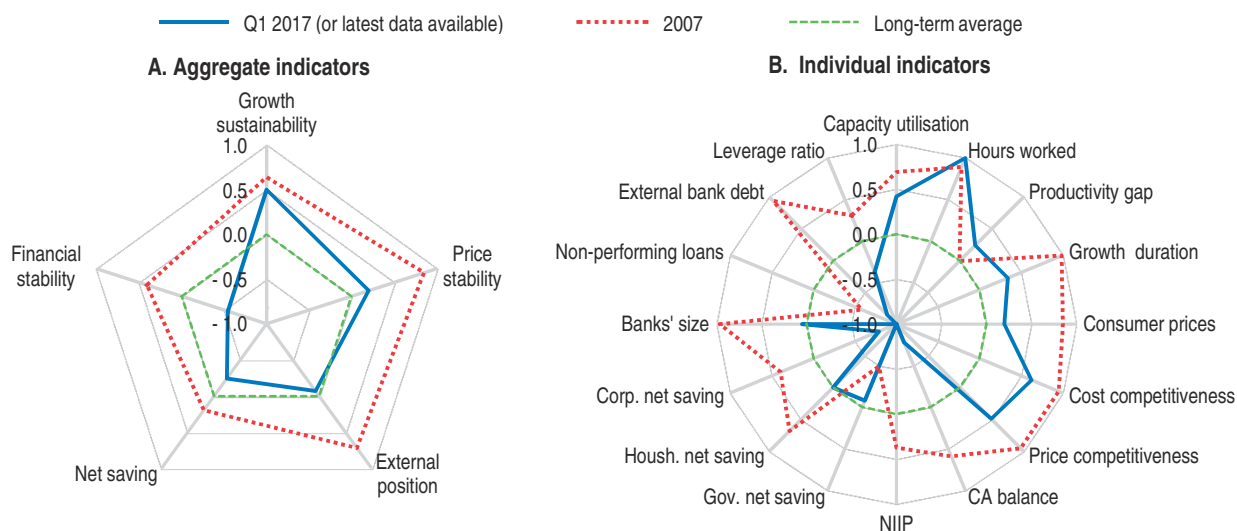 Q1 2017 (or latest data available)
2007
Long-term average
A. Aggregate indicators
Growth
sustainability
1.0
0.5
0.0
- 0.5
- 1.0
Price
stability
External
position
Net saving
Financial
stability
B. Individual indicators
Capacity utilisation
1.0
0.5
0.0
- 0.5
-1.0
Hours worked
Productivity gap
Growth duration
Consumer prices
Cost competitiveness
Price competitiveness
CA balance
NIIP
Gov. net saving
Housh. net saving
Corp. net saving
Banks' size
Non-performing loans
External bank debt
Leverage ratio